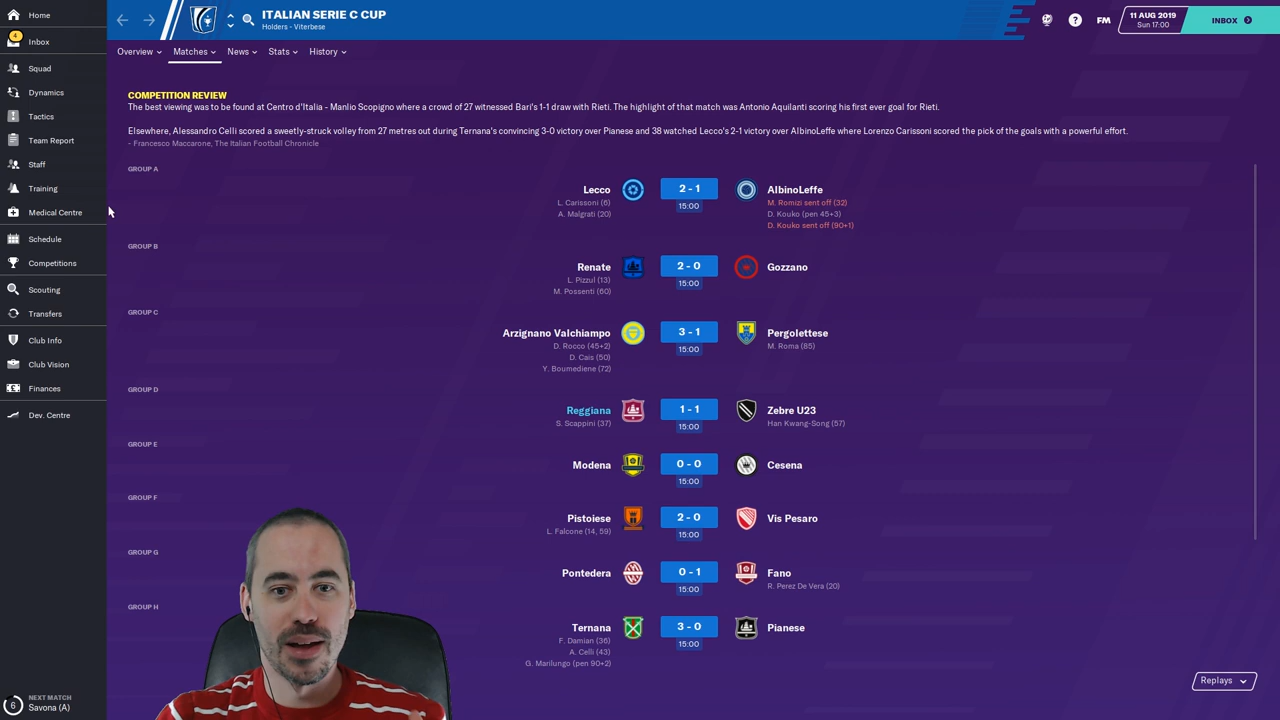 Home
ITALIAN SERIE C CUP
Holders - Viterbese
11 AUG 2019
Sun 17:00
INBOX
FM
?
4
Inbox
Squad
Dynamics
Tactics
Team Report
Staff
Training
Medical Centre
Schedule
Competitions
Scouting
Transfers
Club Info
Club Vision
Finances
Dev. Centre
6
NEXT MATCH
Savona (A)
Overview
Matches
News
Stats
History
COMPETITION REVIEW
The best viewing was to be found at Centro d'Italia - Manlio Scopigno where a crowd of 27 witnessed Bari's 1-1 draw with Rieti. The highlight of that match was Antonio Aquilanti scoring his first ever goal for Rieti.
Elsewhere, Alessandro Celli scored a sweetly-struck volley from 27 metres out during Ternana's convincing 3-0 victory over Pianese and 38 watched Lecco's 2-1 victory over AlbinoLeffe where Lorenzo Carissoni scored the pick of the goals with a powerful effort.
- Francesco Maccarone, The Italian Football Chronicle
GROUP A
Lecco 2 - 1 AlbinoLeffe
L. Carissoni (6) 15:00 M. Romizi sent off (32)
A. Malgrati (20) D. Kouko (pen 45+3)
D. Kouko sent off (90+1)
GROUP B
Renate 2 - 0 Gozzano
L. Pizzul (13) 15:00
M. Possenti (60)
GROUP C
Arzignano Valchiampo 3 - 1 Pergolettese
D. Rocco (45+2) 15:00 M. Roma (85)
D. Cais (50)
Y. Boumediene (72)
GROUP D
Reggiana 1 - 1 Zebre U23
S. Scappini (37) 15:00 Han Kwang-Song (57)
GROUP E
Modena 0 - 0 Cesena
15:00
GROUP F
Pistoiese 2 - 0 Vis Pesaro
L. Falcone (14, 59) 15:00
GROUP G
Pontedera 0 - 1 Fano
15:00 R. Perez De Vera (20)
GROUP H
Ternana 3 - 0 Pianese
F. Damian (36) 15:00
A. Celli (43)
G. Marilungo (pen 90+2)
Replays